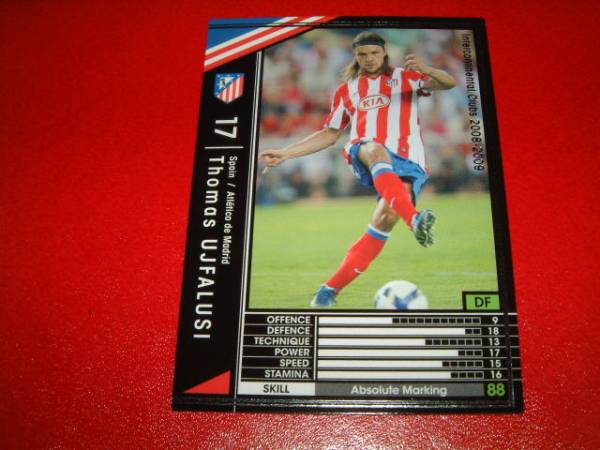 17
Spain / Atlético de Madrid
Thomas UJFALUSI
Intercontinental Clubs 2008-2009
KIA
DF
OFFENCE 9
DEFENCE 18
TECHNIQUE 13
POWER 17
SPEED 15
STAMINA 16
SKILL Absolute Marking 88